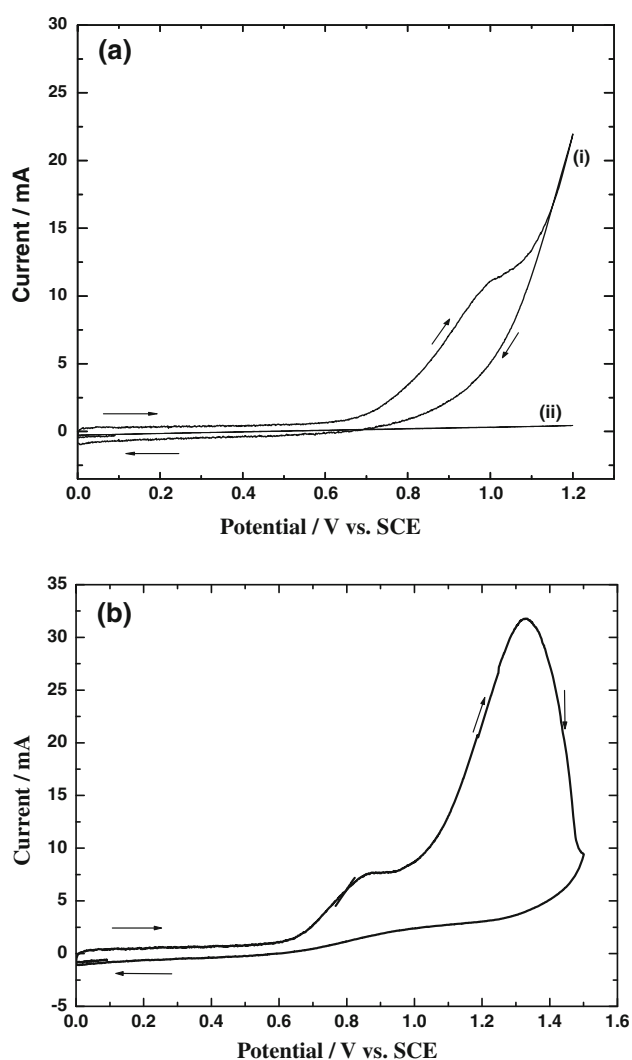 (a)
30
25
20
15
10
5
0
Current / mA
(i)
(ii)
0.0 0.2 0.4 0.6 0.8 1.0 1.2
Potential / V vs. SCE
(b)
35
30
25
20
15
10
5
0
-5
Current / mA
0.0 0.2 0.4 0.6 0.8 1.0 1.2 1.4 1.6
Potential / V vs. SCE